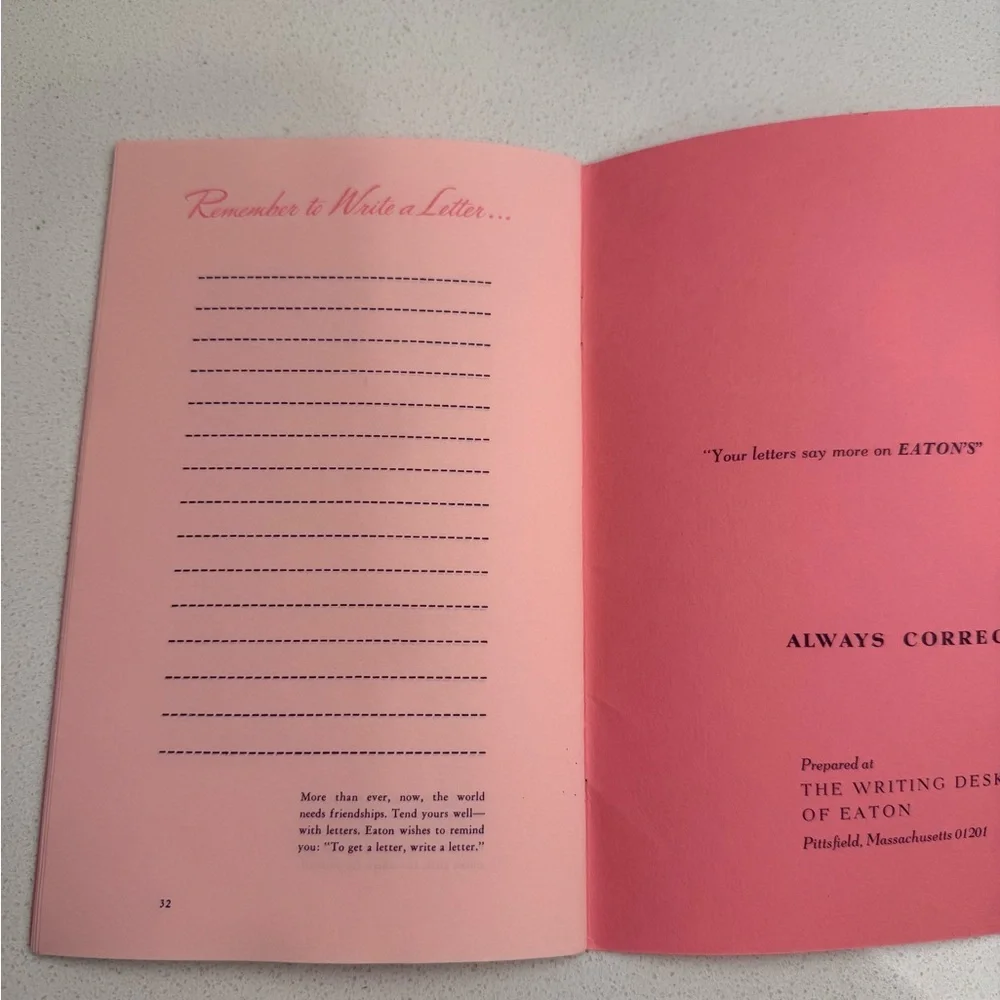 Remember to Write a Letter...
More than ever, now, the world
needs friendships. Tend yours well—
with letters. Eaton wishes to remind
you: "To get a letter, write a letter."
32
"Your letters say more on EATON'S"
ALWAYS CORREC
Prepared at
THE WRITING DESK
OF EATON
Pittsfield, Massachusetts 01201